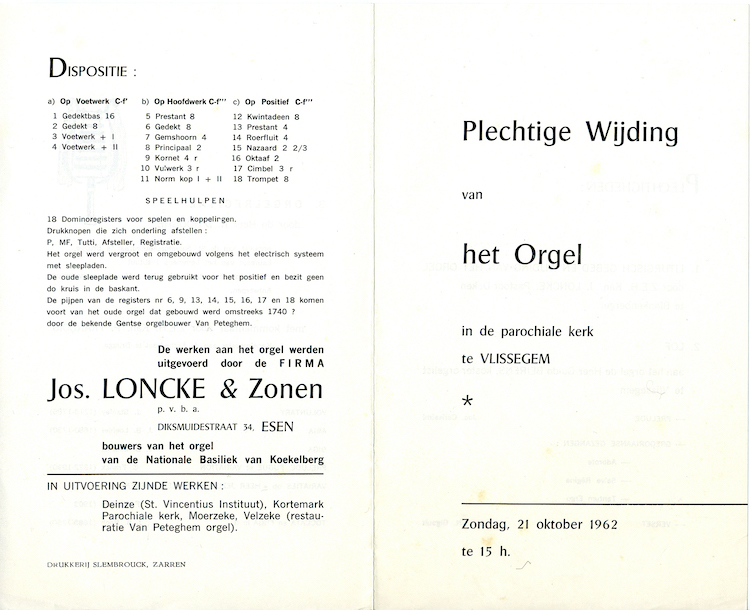 DISPOSITIE :
a) Op Voetwerk C-f'
1 Gedektbas 16
2 Gedekt 8
3 Voetwerk + I
4 Voetwerk + II
b) Op Hoofdwerk C-f'''
5 Prestant 8
6 Gedekt 8
7 Gemshoorn 4
8 Principaal 2
9 Kornet 4 r
10 Vulwerk 3 r
11 Norm kop I + II
c) Op Positief C-f'''
12 Kwintadeen 8
13 Prestant 4
14 Roerfluit 4
15 Nazaard 2 2/3
16 Oktaaf 2
17 Cimbel 3 r
18 Trompet 8
SPEELHULPEN
18 Dominoregisters voor spelen en koppelingen.
Drukknopen die zich onderling afstellen :
P, MF, Tutti, Afsteller, Registratie.
Het orgel werd vergroot en omgebouwd volgens het electrisch systeem
met sleepladen.
De oude sleeplade werd terug gebruikt voor het positief en bezit geen
do kruis in de baskant.
De pijpen van de registers nr 6, 9, 13, 14, 15, 16, 17 en 18 komen
voort van het oude orgel dat gebouwd werd omstreeks 1740 ?
door de bekende Gentse orgelbouwer Van Peteghem.
De werken aan het orgel werden
uitgevoerd door de FIRMA
Jos. LONCKE & Zonen
p. v. b. a.
DIKSMUIDESTRAAT 34, ESEN
bouwers van het orgel
van de Nationale Basiliek van Koekelberg
IN UITVOERING ZIJNDE WERKEN :
Deinze (St. Vincentius Instituut), Kortemark
Parochiale kerk, Moerzeke, Velzeke (restau-
ratie Van Peteghem orgel).
DRUKKERIJ SLEMBROUCK, ZARREN
Plechtige Wijding
van
het Orgel
in de parochiale kerk
te VLISSEGEM
*
Zondag, 21 oktober 1962
te 15 h.